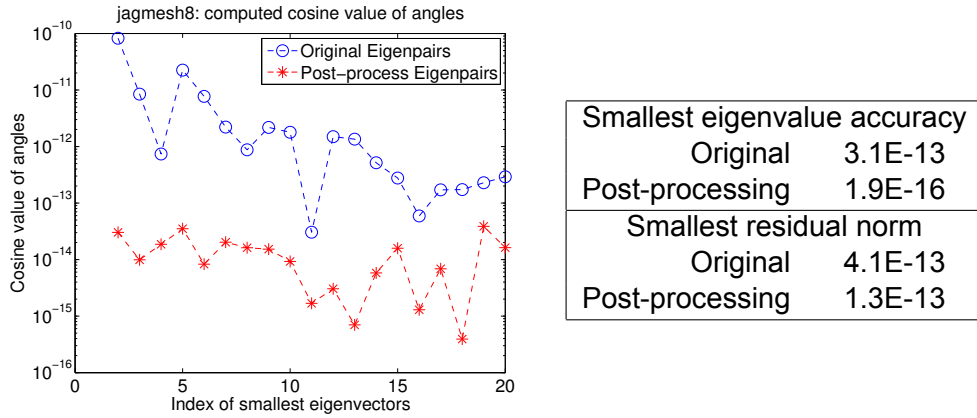 jagmesh8: computed cosine value of angles
10^-10
10^-11
10^-12
10^-13
10^-14
10^-15
10^-16
Cosine value of angles
Original Eigenpairs
Post-process Eigenpairs
0 5 10 15 20
Index of smallest eigenvectors
Smallest eigenvalue accuracy
Original 3.1E-13
Post-processing 1.9E-16
Smallest residual norm
Original 4.1E-13
Post-processing 1.3E-13